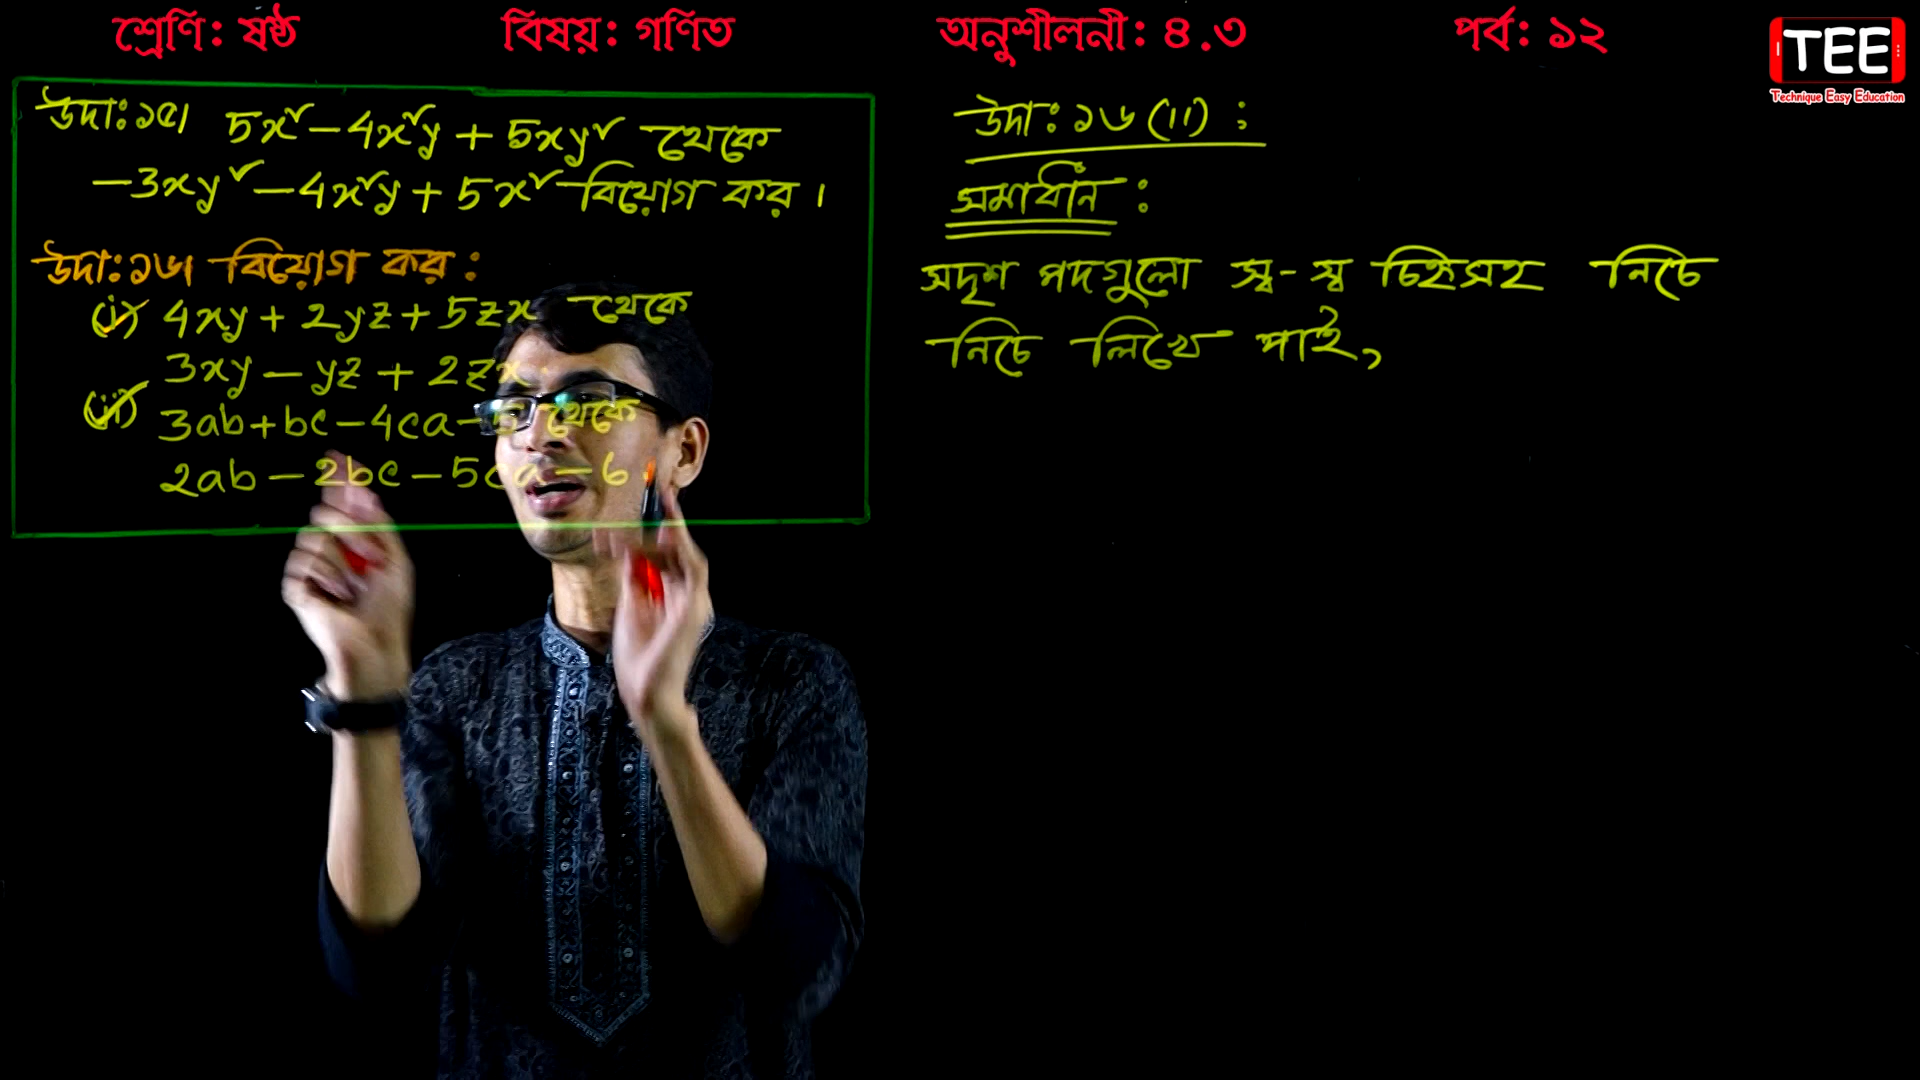 শ্রেণি: ষষ্ঠ বিষয়: গণিত অনুশীলনী: ৪.৩ পর্ব: ১২
TEE
Technique Easy Education
উদা: ১৫। 5x² - 4x²y + 5xy² থেকে
-3xy² - 4x²y + 5x² বিয়োগ কর।
উদা: ১৬। বিয়োগ কর:
(i) 4xy + 2yz + 5zx থেকে
3xy - yz + 2zx.
(ii) 3ab + bc - 4ca - 5 থেকে
2ab - 2bc - 5ca - 6.
উদা: ১৬ (ii) :
সমাধান :
সদৃশ পদগুলো স্ব-স্ব চিহ্নসহ নিচে
নিচে লিখে পাই,